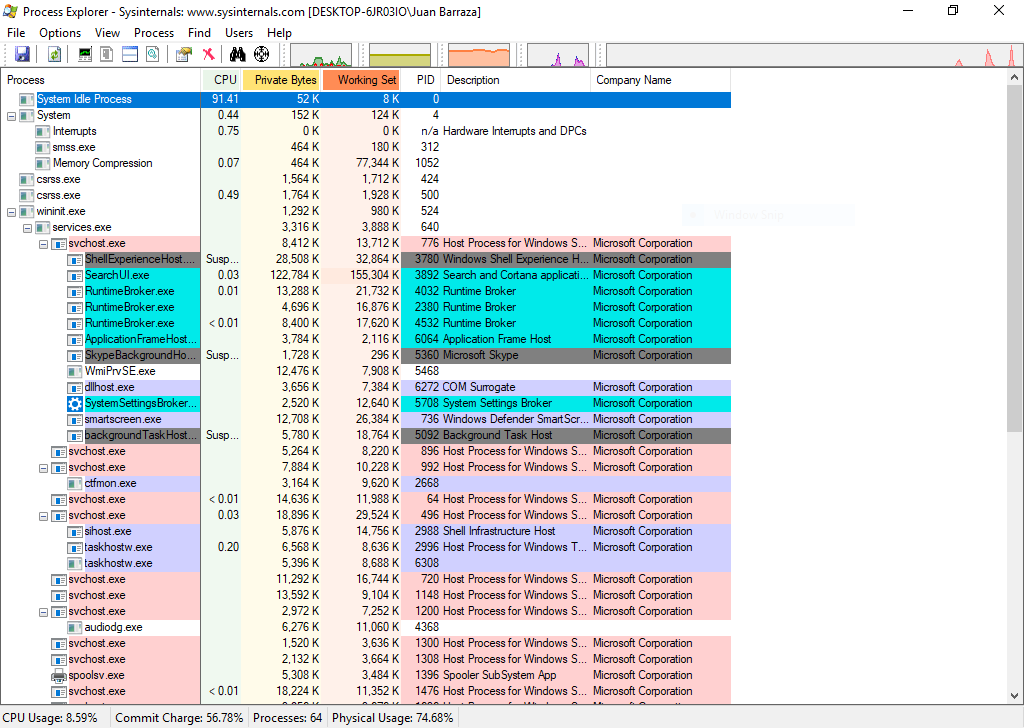 Process Explorer - Sysinternals: www.sysinternals.com [DESKTOP-6JR03IO\Juan Barraza]
File Options View Process Find Users Help
Process CPU Private Bytes Working Set PID Description Company Name
System Idle Process 91.41 52 K 8 K 0
System 0.44 152 K 124 K 4
Interrupts 0.75 0 K 0 K n/a Hardware Interrupts and DPCs
smss.exe 464 K 180 K 312
Memory Compression 0.07 464 K 77,344 K 1052
csrss.exe 1,564 K 1,712 K 424
csrss.exe 0.49 1,764 K 1,928 K 500
wininit.exe 1,292 K 980 K 524
services.exe 3,316 K 3,888 K 640
svchost.exe 8,412 K 13,712 K 776 Host Process for Windows S... Microsoft Corporation
ShellExperienceHost.... Susp... 28,508 K 32,864 K 3780 Windows Shell Experience H... Microsoft Corporation
SearchUI.exe 0.03 122,784 K 155,304 K 3892 Search and Cortana applicati... Microsoft Corporation
RuntimeBroker.exe 0.01 13,288 K 21,732 K 4032 Runtime Broker Microsoft Corporation
RuntimeBroker.exe 4,696 K 16,876 K 2380 Runtime Broker Microsoft Corporation
RuntimeBroker.exe < 0.01 8,400 K 17,620 K 4532 Runtime Broker Microsoft Corporation
ApplicationFrameHost... 3,784 K 2,116 K 6064 Application Frame Host Microsoft Corporation
SkypeBackgroundHo... Susp... 1,728 K 296 K 5360 Microsoft Skype Microsoft Corporation
WmiPrvSE.exe 12,476 K 7,908 K 5468
dllhost.exe 3,656 K 7,384 K 6272 COM Surrogate Microsoft Corporation
SystemSettingsBroker... 2,520 K 12,640 K 5708 System Settings Broker Microsoft Corporation
smartscreen.exe 12,708 K 26,384 K 736 Windows Defender SmartScr... Microsoft Corporation
backgroundTaskHost... Susp... 5,780 K 18,764 K 5092 Background Task Host Microsoft Corporation
svchost.exe 5,264 K 8,220 K 896 Host Process for Windows S... Microsoft Corporation
svchost.exe 7,884 K 10,228 K 992 Host Process for Windows S... Microsoft Corporation
ctfmon.exe 3,164 K 9,620 K 2668
svchost.exe < 0.01 14,636 K 11,988 K 64 Host Process for Windows S... Microsoft Corporation
svchost.exe 0.03 18,896 K 29,524 K 496 Host Process for Windows S... Microsoft Corporation
sihost.exe 5,876 K 14,756 K 2988 Shell Infrastructure Host Microsoft Corporation
taskhostw.exe 0.20 6,568 K 8,636 K 2996 Host Process for Windows T... Microsoft Corporation
taskhostw.exe 5,396 K 8,688 K 6308
svchost.exe 11,292 K 16,744 K 720 Host Process for Windows S... Microsoft Corporation
svchost.exe 13,592 K 9,104 K 1148 Host Process for Windows S... Microsoft Corporation
svchost.exe 2,972 K 7,252 K 1200 Host Process for Windows S... Microsoft Corporation
audiodg.exe 6,276 K 11,060 K 4368
svchost.exe 1,520 K 3,636 K 1300 Host Process for Windows S... Microsoft Corporation
svchost.exe 2,132 K 3,664 K 1308 Host Process for Windows S... Microsoft Corporation
spoolsv.exe 5,308 K 3,484 K 1396 Spooler SubSystem App Microsoft Corporation
svchost.exe < 0.01 18,224 K 11,352 K 1476 Host Process for Windows S... Microsoft Corporation
CPU Usage: 8.59% Commit Charge: 56.78% Processes: 64 Physical Usage: 74.68%